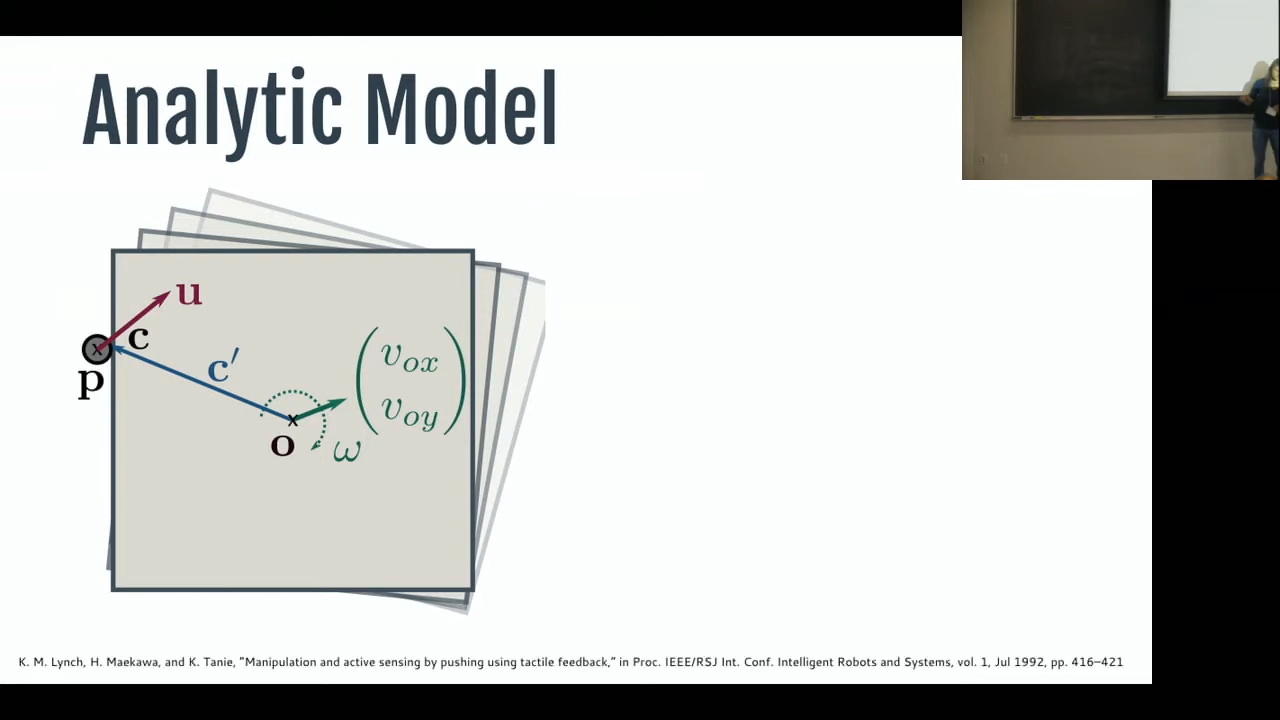 Analytic Model
u
c
p
c′
(v_ox
v_oy)
o
ω
K. M. Lynch, H. Maekawa, and K. Tanie, "Manipulation and active sensing by pushing using tactile feedback," in Proc. IEEE/RSJ Int. Conf. Intelligent Robots and Systems, vol. 1, Jul 1992, pp. 416–421